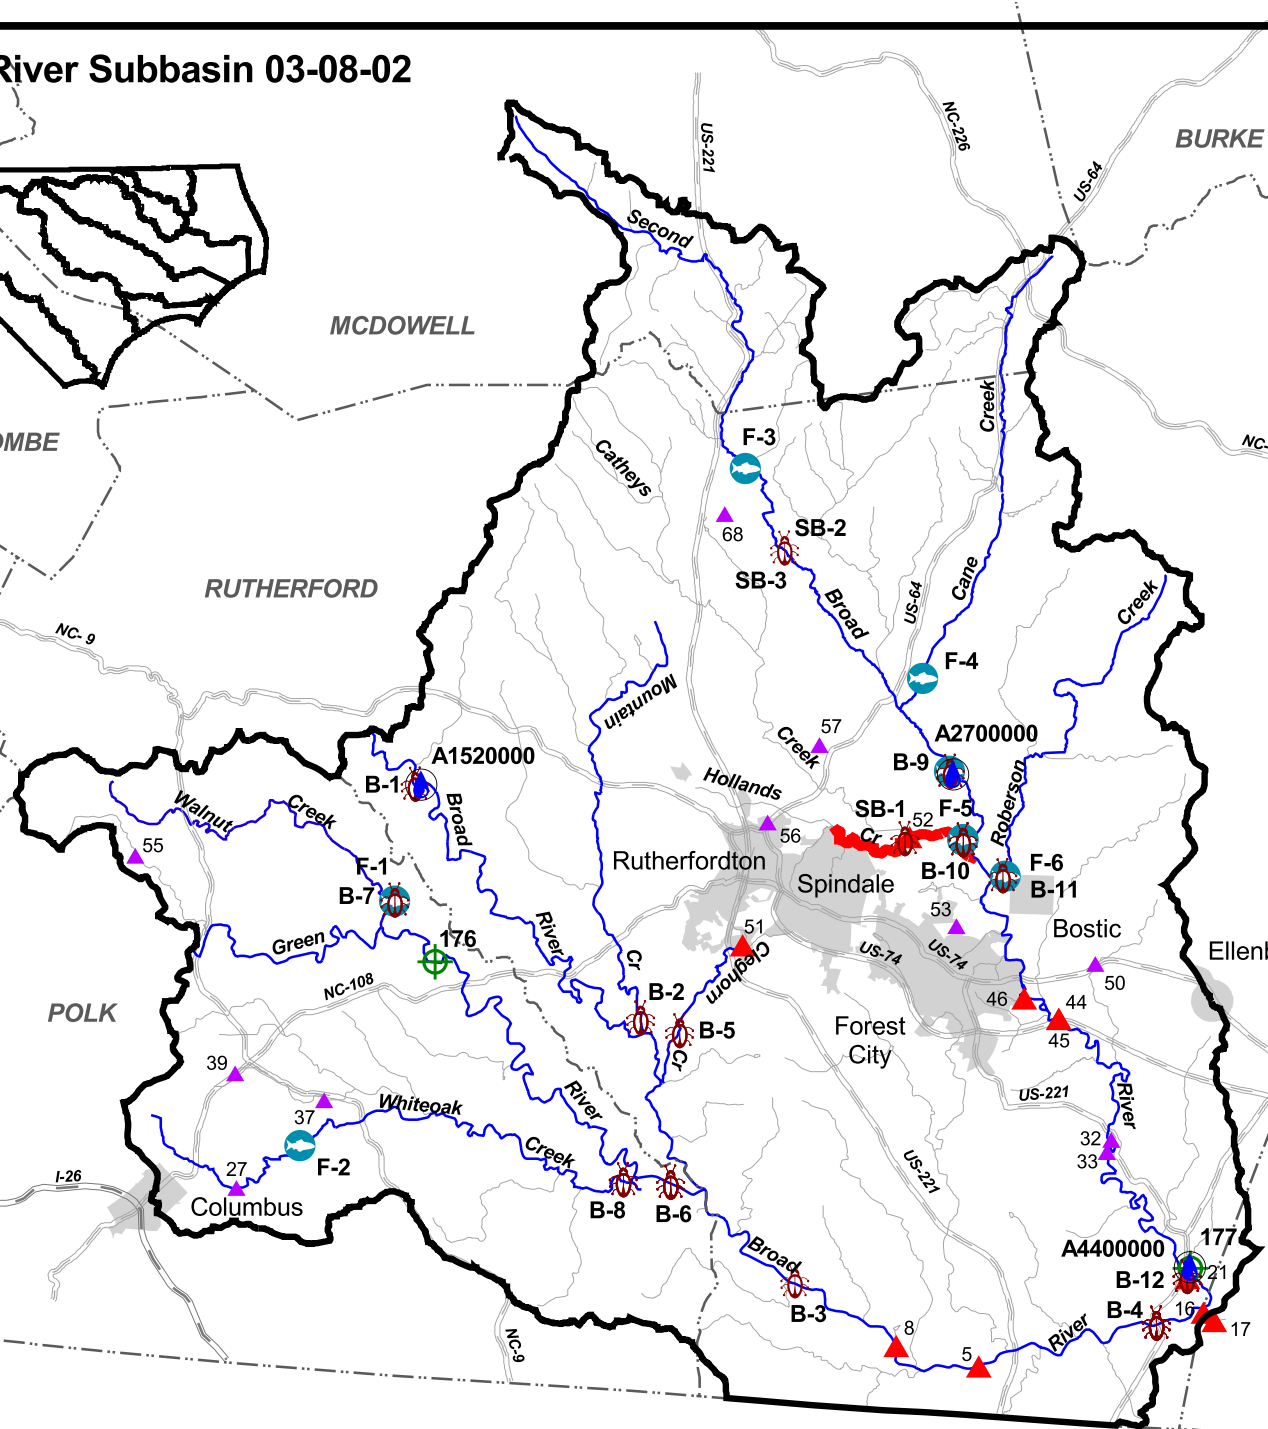 River Subbasin 03-08-02
BURKE
NC-226
US-64
US-221
Second
MCDOWELL
Creek
NC-
F-3
Catheys
68
SB-2
SB-3
RUTHERFORD
Broad
US-64
Cane
Creek
NC- 9
F-4
Mountain
57
Creek
A2700000
B-9
A1520000
B-1
Broad
Hollands
Roberson
Walnut
Creek
SB-1
52
F-5
Cr
56
55
Rutherfordton
Spindale
B-10
F-6
B-11
F-1
B-7
53
Bostic
51
Cleghorn
Green
176
River
Cr
US-74
US-74
Ellenb
50
NC-108
POLK
B-2
B-5
Cr
46
44
45
Forest
City
39
37
Whiteoak
River
US-221
River
32
33
F-2
Creek
US-221
I-26
27
Columbus
B-8
B-6
Broad
177
A4400000
21
B-12
B-3
B-4
16
17
River
8
5
NC-9